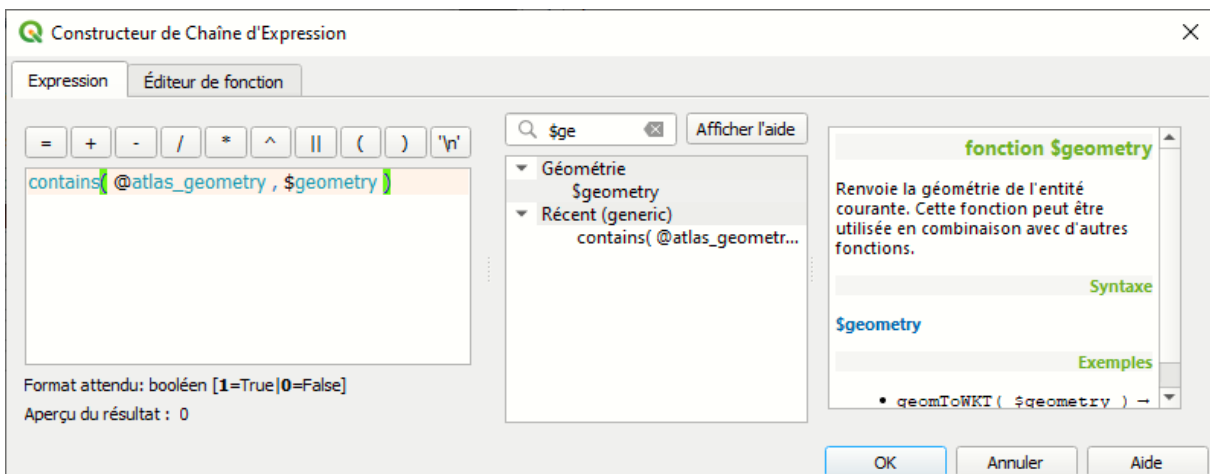 Constructeur de Chaîne d'Expression
Expression
Éditeur de fonction
= + - / * ^ || ( ) '\n'
contains( @atlas_geometry , $geometry )
Format attendu: booléen [1=True|0=False]
Aperçu du résultat : 0
$ge
Afficher l'aide
Géométrie
$geometry
Récent (generic)
contains( @atlas_geometr...
fonction $geometry
Renvoie la géométrie de l'entité
courante. Cette fonction peut être
utilisée en combinaison avec d'autres
fonctions.
Syntaxe
$geometry
Exemples
• geomToWKT( $geometry ) →
OK
Annuler
Aide